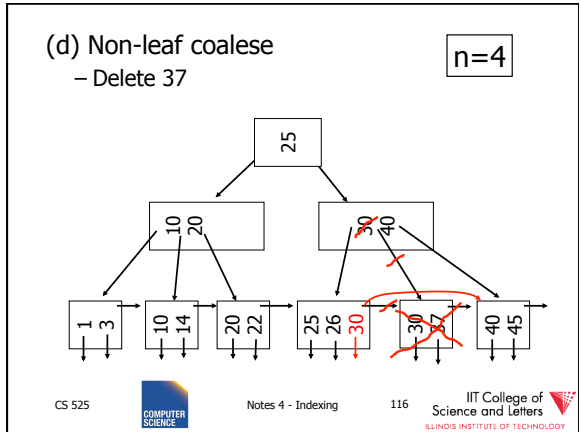 (d) Non-leaf coalese
n=4
– Delete 37
25
10 20
30 40
1 3
10 14
20 22
25 26 30
30 37
40 45
CS 525
COMPUTER
SCIENCE
Notes 4 - Indexing
116
IIT College of
Science and Letters
ILLINOIS INSTITUTE OF TECHNOLOGY